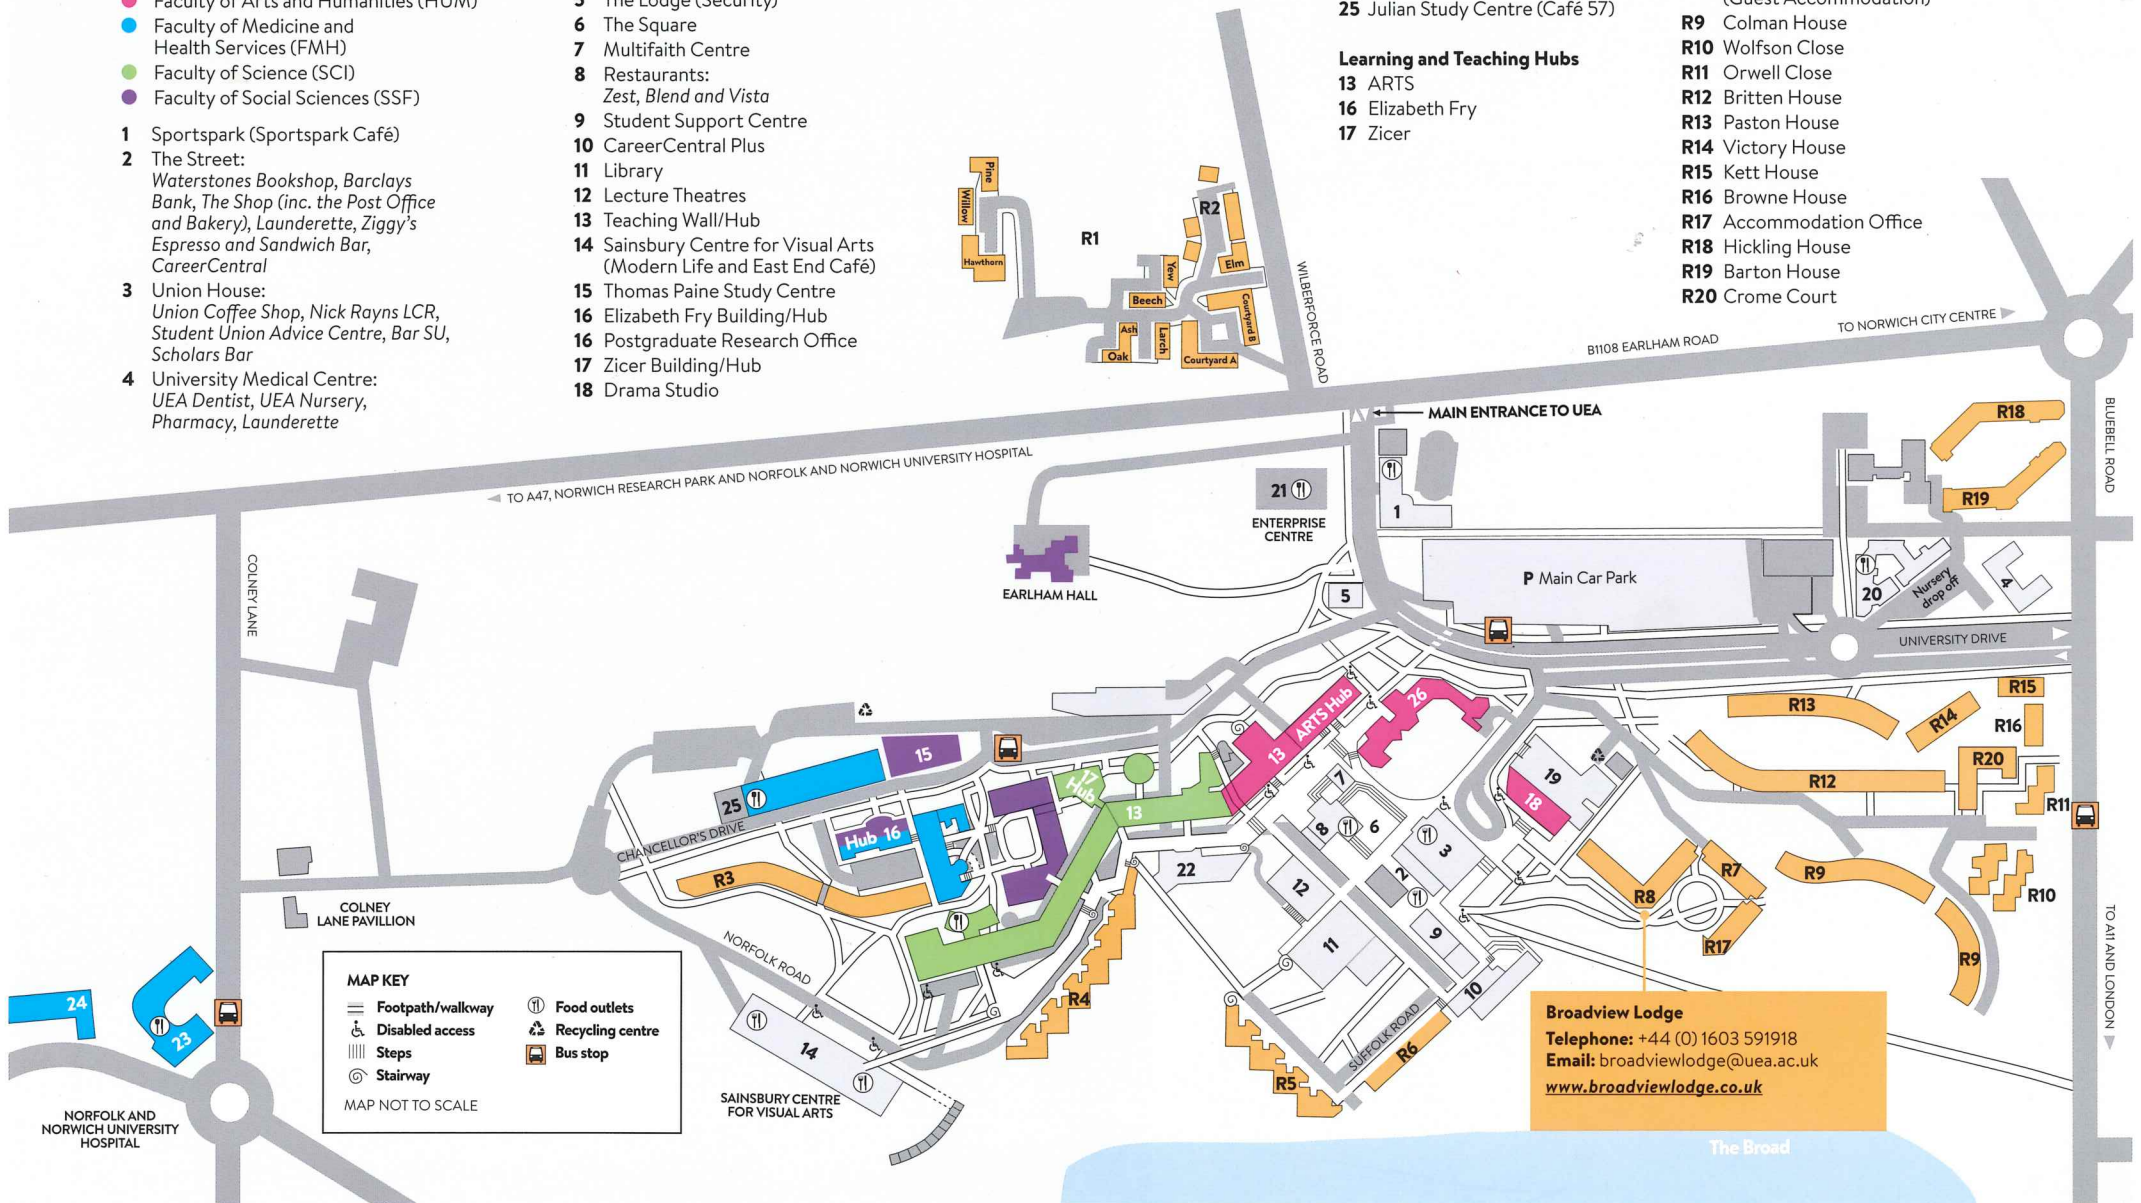 Faculty of Arts and Humanities (HUM)
Faculty of Medicine and
Health Services (FMH)
Faculty of Science (SCI)
Faculty of Social Sciences (SSF)
1 Sportspark (Sportspark Café)
2 The Street:
Waterstones Bookshop, Barclays
Bank, The Shop (inc. the Post Office
and Bakery), Launderette, Ziggy's
Espresso and Sandwich Bar,
CareerCentral
3 Union House:
Union Coffee Shop, Nick Rayns LCR,
Student Union Advice Centre, Bar SU,
Scholars Bar
4 University Medical Centre:
UEA Dentist, UEA Nursery,
Pharmacy, Launderette
5 The Lodge (Security)
6 The Square
7 Multifaith Centre
8 Restaurants:
Zest, Blend and Vista
9 Student Support Centre
10 CareerCentral Plus
11 Library
12 Lecture Theatres
13 Teaching Wall/Hub
14 Sainsbury Centre for Visual Arts
(Modern Life and East End Café)
15 Thomas Paine Study Centre
16 Elizabeth Fry Building/Hub
16 Postgraduate Research Office
17 Zicer Building/Hub
18 Drama Studio
25 Julian Study Centre (Café 57)
Learning and Teaching Hubs
13 ARTS
16 Elizabeth Fry
17 Zicer
(Guest Accommodation)
R9 Colman House
R10 Wolfson Close
R11 Orwell Close
R12 Britten House
R13 Paston House
R14 Victory House
R15 Kett House
R16 Browne House
R17 Accommodation Office
R18 Hickling House
R19 Barton House
R20 Crome Court
Pine
Willow
Hawthorn
R1
R2
Yew
Elm
Beech
Courtyard B
Ash
Larch
Oak
Courtyard A
WILBERFORCE ROAD
B1108 EARLHAM ROAD
TO NORWICH CITY CENTRE
MAIN ENTRANCE TO UEA
TO A47, NORWICH RESEARCH PARK AND NORFOLK AND NORWICH UNIVERSITY HOSPITAL
BLUEBELL ROAD
R18
R19
21
ENTERPRISE
CENTRE
1
COLNEY LANE
EARLHAM HALL
5
P Main Car Park
20
Nursery
drop off
4
UNIVERSITY DRIVE
R13
R14
R15
R16
R12
R20
R11
26
13 ARTS Hub
15
25
17
Hub
13
7
19
18
CHANCELLOR'S DRIVE
Hub 16
8
6
3
22
2
12
R3
R8
R7
R9
R10
R17
R9
COLNEY
LANE PAVILLION
NORFOLK ROAD
11
9
10
R4
14
SUFFOLK ROAD
R6
R5
24
23
TO A11 AND LONDON
MAP KEY
Footpath/walkway
Disabled access
Steps
Stairway
Food outlets
Recycling centre
Bus stop
MAP NOT TO SCALE
SAINSBURY CENTRE
FOR VISUAL ARTS
NORFOLK AND
NORWICH UNIVERSITY
HOSPITAL
Broadview Lodge
Telephone: +44 (0) 1603 591918
Email: broadviewlodge@uea.ac.uk
www.broadviewlodge.co.uk
The Broad